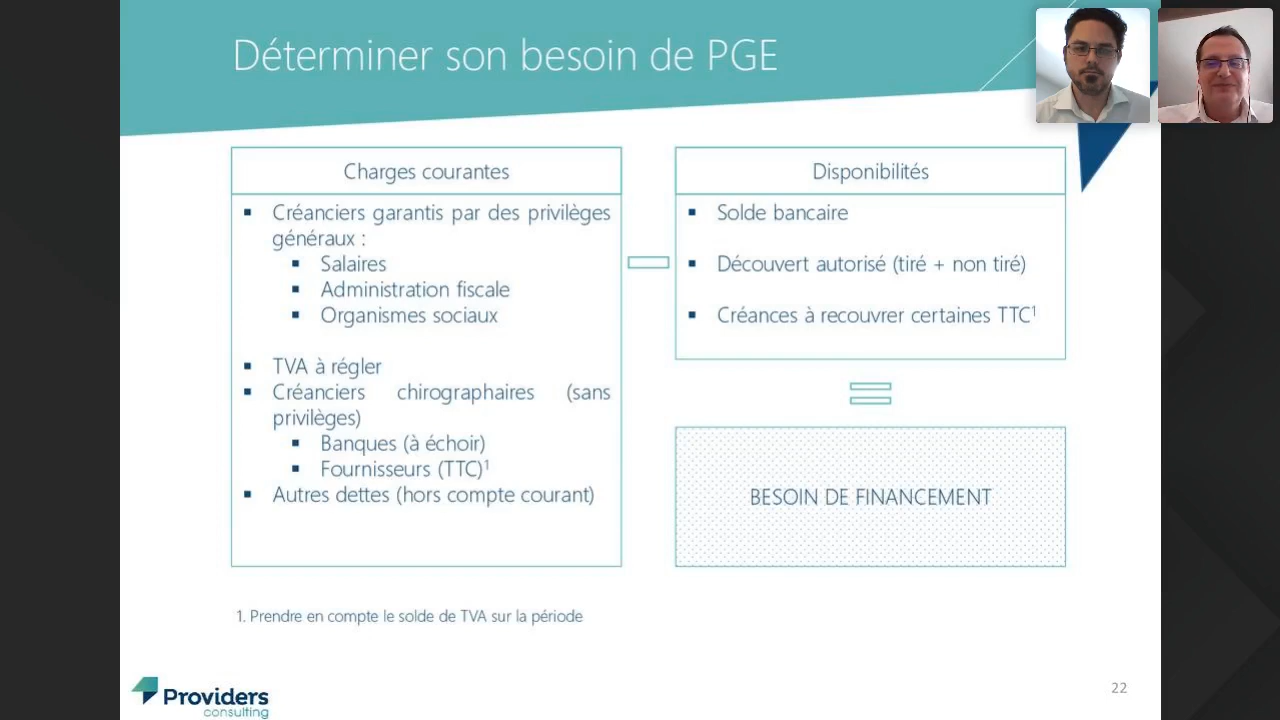 Déterminer son besoin de PGE
Charges courantes
Créanciers garantis par des privilèges
généraux :
Salaires
Administration fiscale
Organismes sociaux
TVA à régler
Créanciers chirographaires (sans
privilèges)
Banques (à échoir)
Fournisseurs (TTC)¹
Autres dettes (hors compte courant)
Disponibilités
Solde bancaire
Découvert autorisé (tiré + non tiré)
Créances à recouvrer certaines TTC¹
BESOIN DE FINANCEMENT
1. Prendre en compte le solde de TVA sur la période
Providers
consulting
22